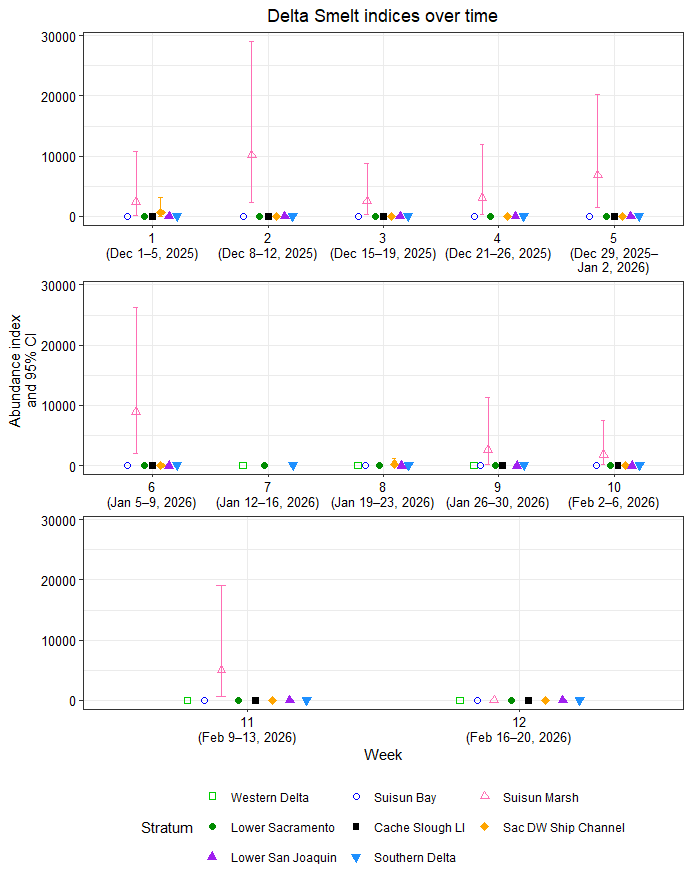 Delta Smelt indices over time
30000
20000
10000
0
1 2 3 4 5
(Dec 1–5, 2025) (Dec 8–12, 2025) (Dec 15–19, 2025) (Dec 21–26, 2025) (Dec 29, 2025–
Jan 2, 2026)
Abundance index
and 95% CI
30000
20000
10000
0
6 7 8 9 10
(Jan 5–9, 2026) (Jan 12–16, 2026) (Jan 19–23, 2026) (Jan 26–30, 2026) (Feb 2–6, 2026)
30000
20000
10000
0
11 12
(Feb 9–13, 2026) (Feb 16–20, 2026)
Week
Western Delta Suisun Bay Suisun Marsh
Stratum Lower Sacramento Cache Slough LI Sac DW Ship Channel
Lower San Joaquin Southern Delta